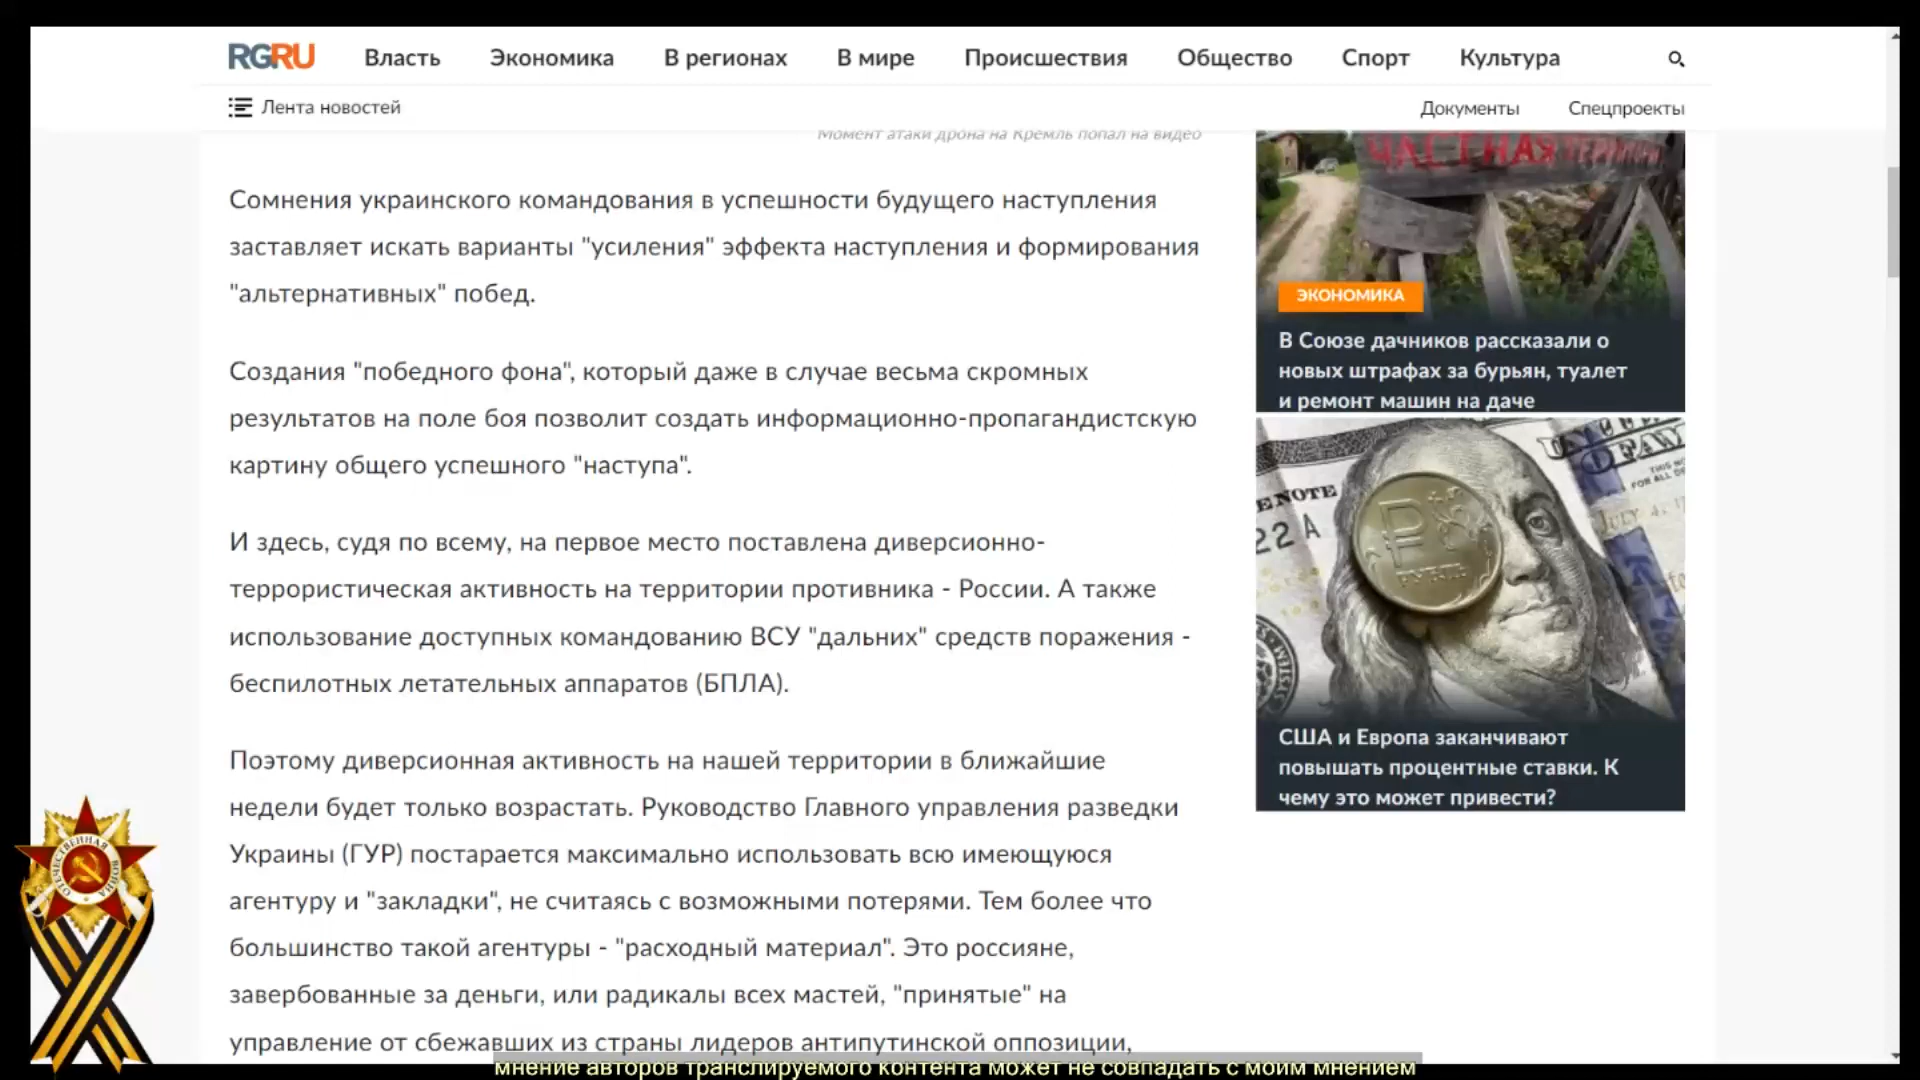 RGRU
Власть
Экономика
В регионах
В мире
Происшествия
Общество
Спорт
Культура
Лента новостей
Документы
Спецпроекты
Момент атаки дрона на Кремль попал на видео
Сомнения украинского командования в успешности будущего наступления
заставляет искать варианты "усиления" эффекта наступления и формирования
"альтернативных" побед.
Создания "победного фона", который даже в случае весьма скромных
результатов на поле боя позволит создать информационно-пропагандистскую
картину общего успешного "наступа".
И здесь, судя по всему, на первое место поставлена диверсионно-
террористическая активность на территории противника - России. А также
использование доступных командованию ВСУ "дальних" средств поражения -
беспилотных летательных аппаратов (БПЛА).
Поэтому диверсионная активность на нашей территории в ближайшие
недели будет только возрастать. Руководство Главного управления разведки
Украины (ГУР) постарается максимально использовать всю имеющуюся
агентуру и "закладки", не считаясь с возможными потерями. Тем более что
большинство такой агентуры - "расходный материал". Это россияне,
завербованные за деньги, или радикалы всех мастей, "принятые" на
управление от сбежавших из страны лидеров антипутинской оппозиции,
ЧАСТНАЯ
ЭКОНОМИКА
В Союзе дачников рассказали о
новых штрафах за бурьян, туалет
и ремонт машин на даче
E NOTE
22 A
JULY 4,
США и Европа заканчивают
повышать процентные ставки. К
чему это может привести?
ОТЕЧЕСТВЕННАЯ ВОЙНА
мнение авторов транслируемого контента может не совпадать с моим мнением